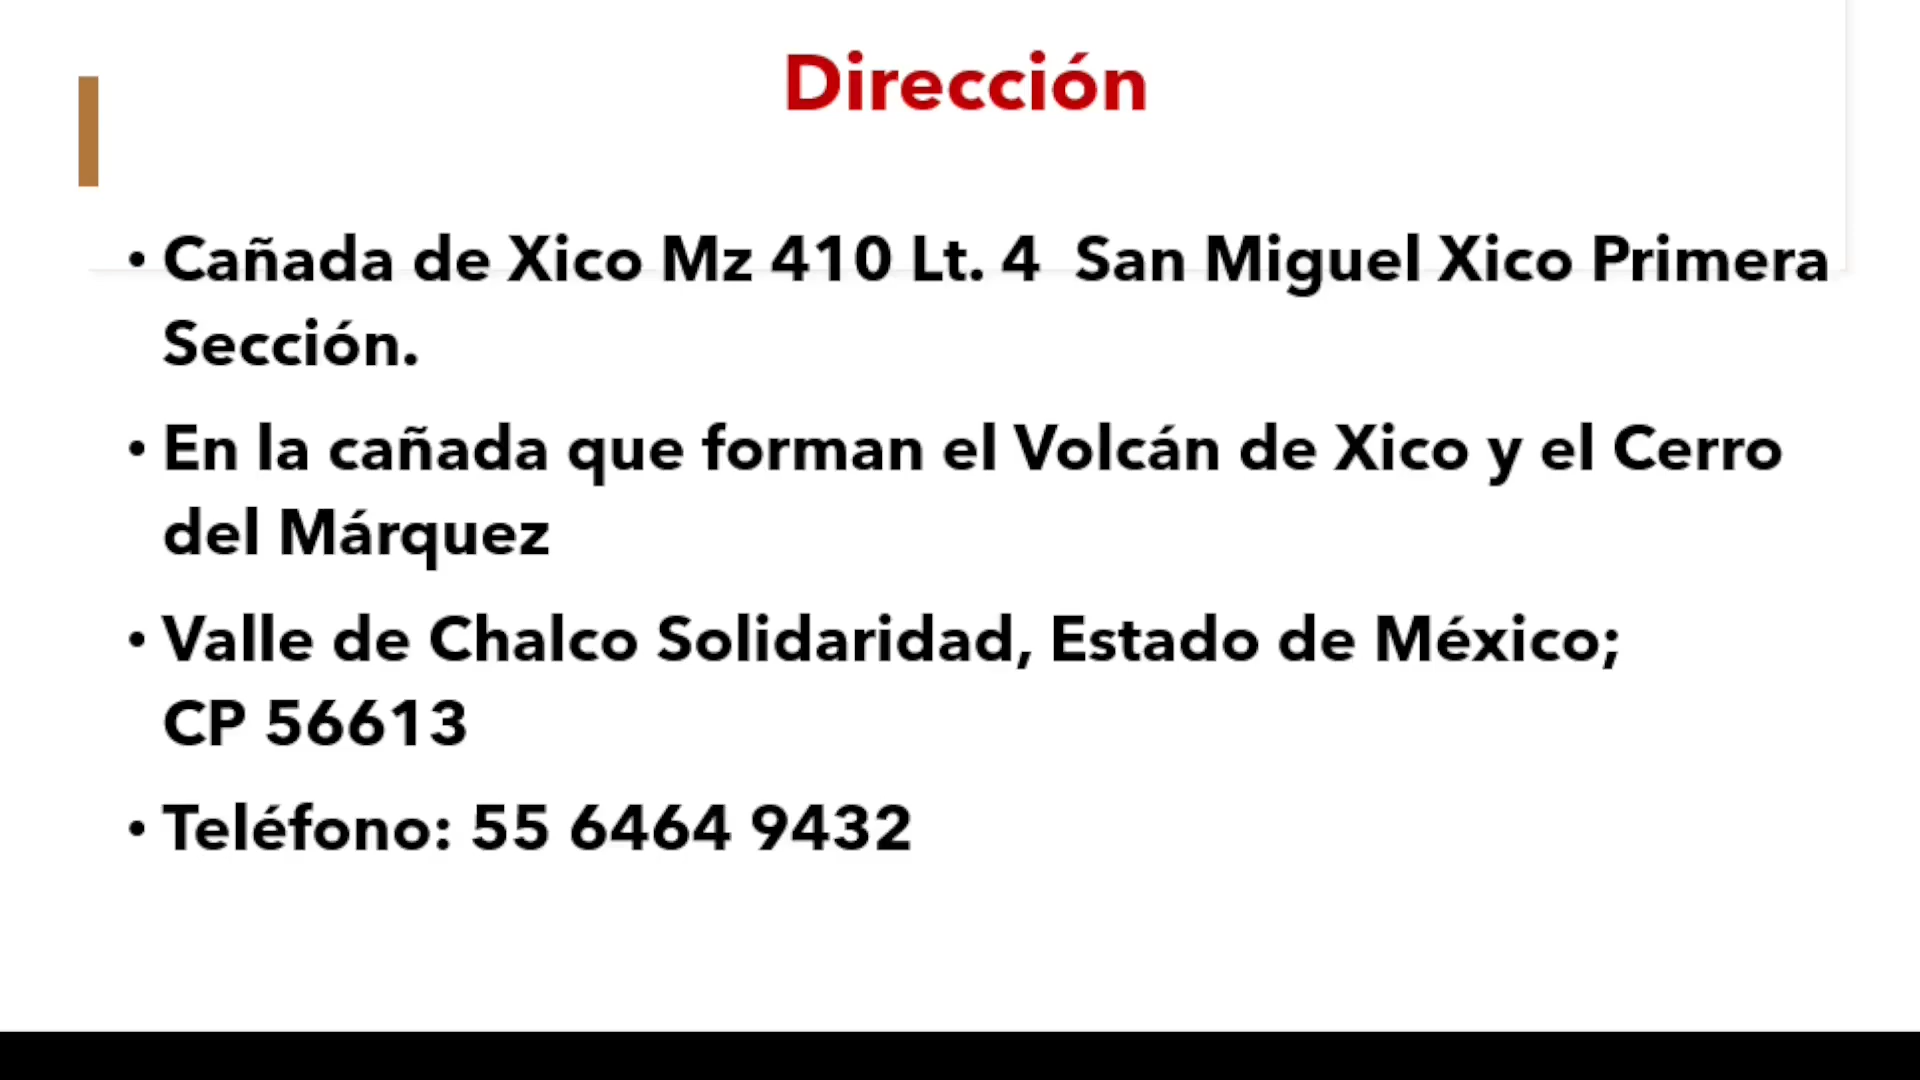 Dirección
• Cañada de Xico Mz 410 Lt. 4  San Miguel Xico Primera
Sección.
• En la cañada que forman el Volcán de Xico y el Cerro
del Márquez
• Valle de Chalco Solidaridad, Estado de México;
CP 56613
• Teléfono: 55 6464 9432